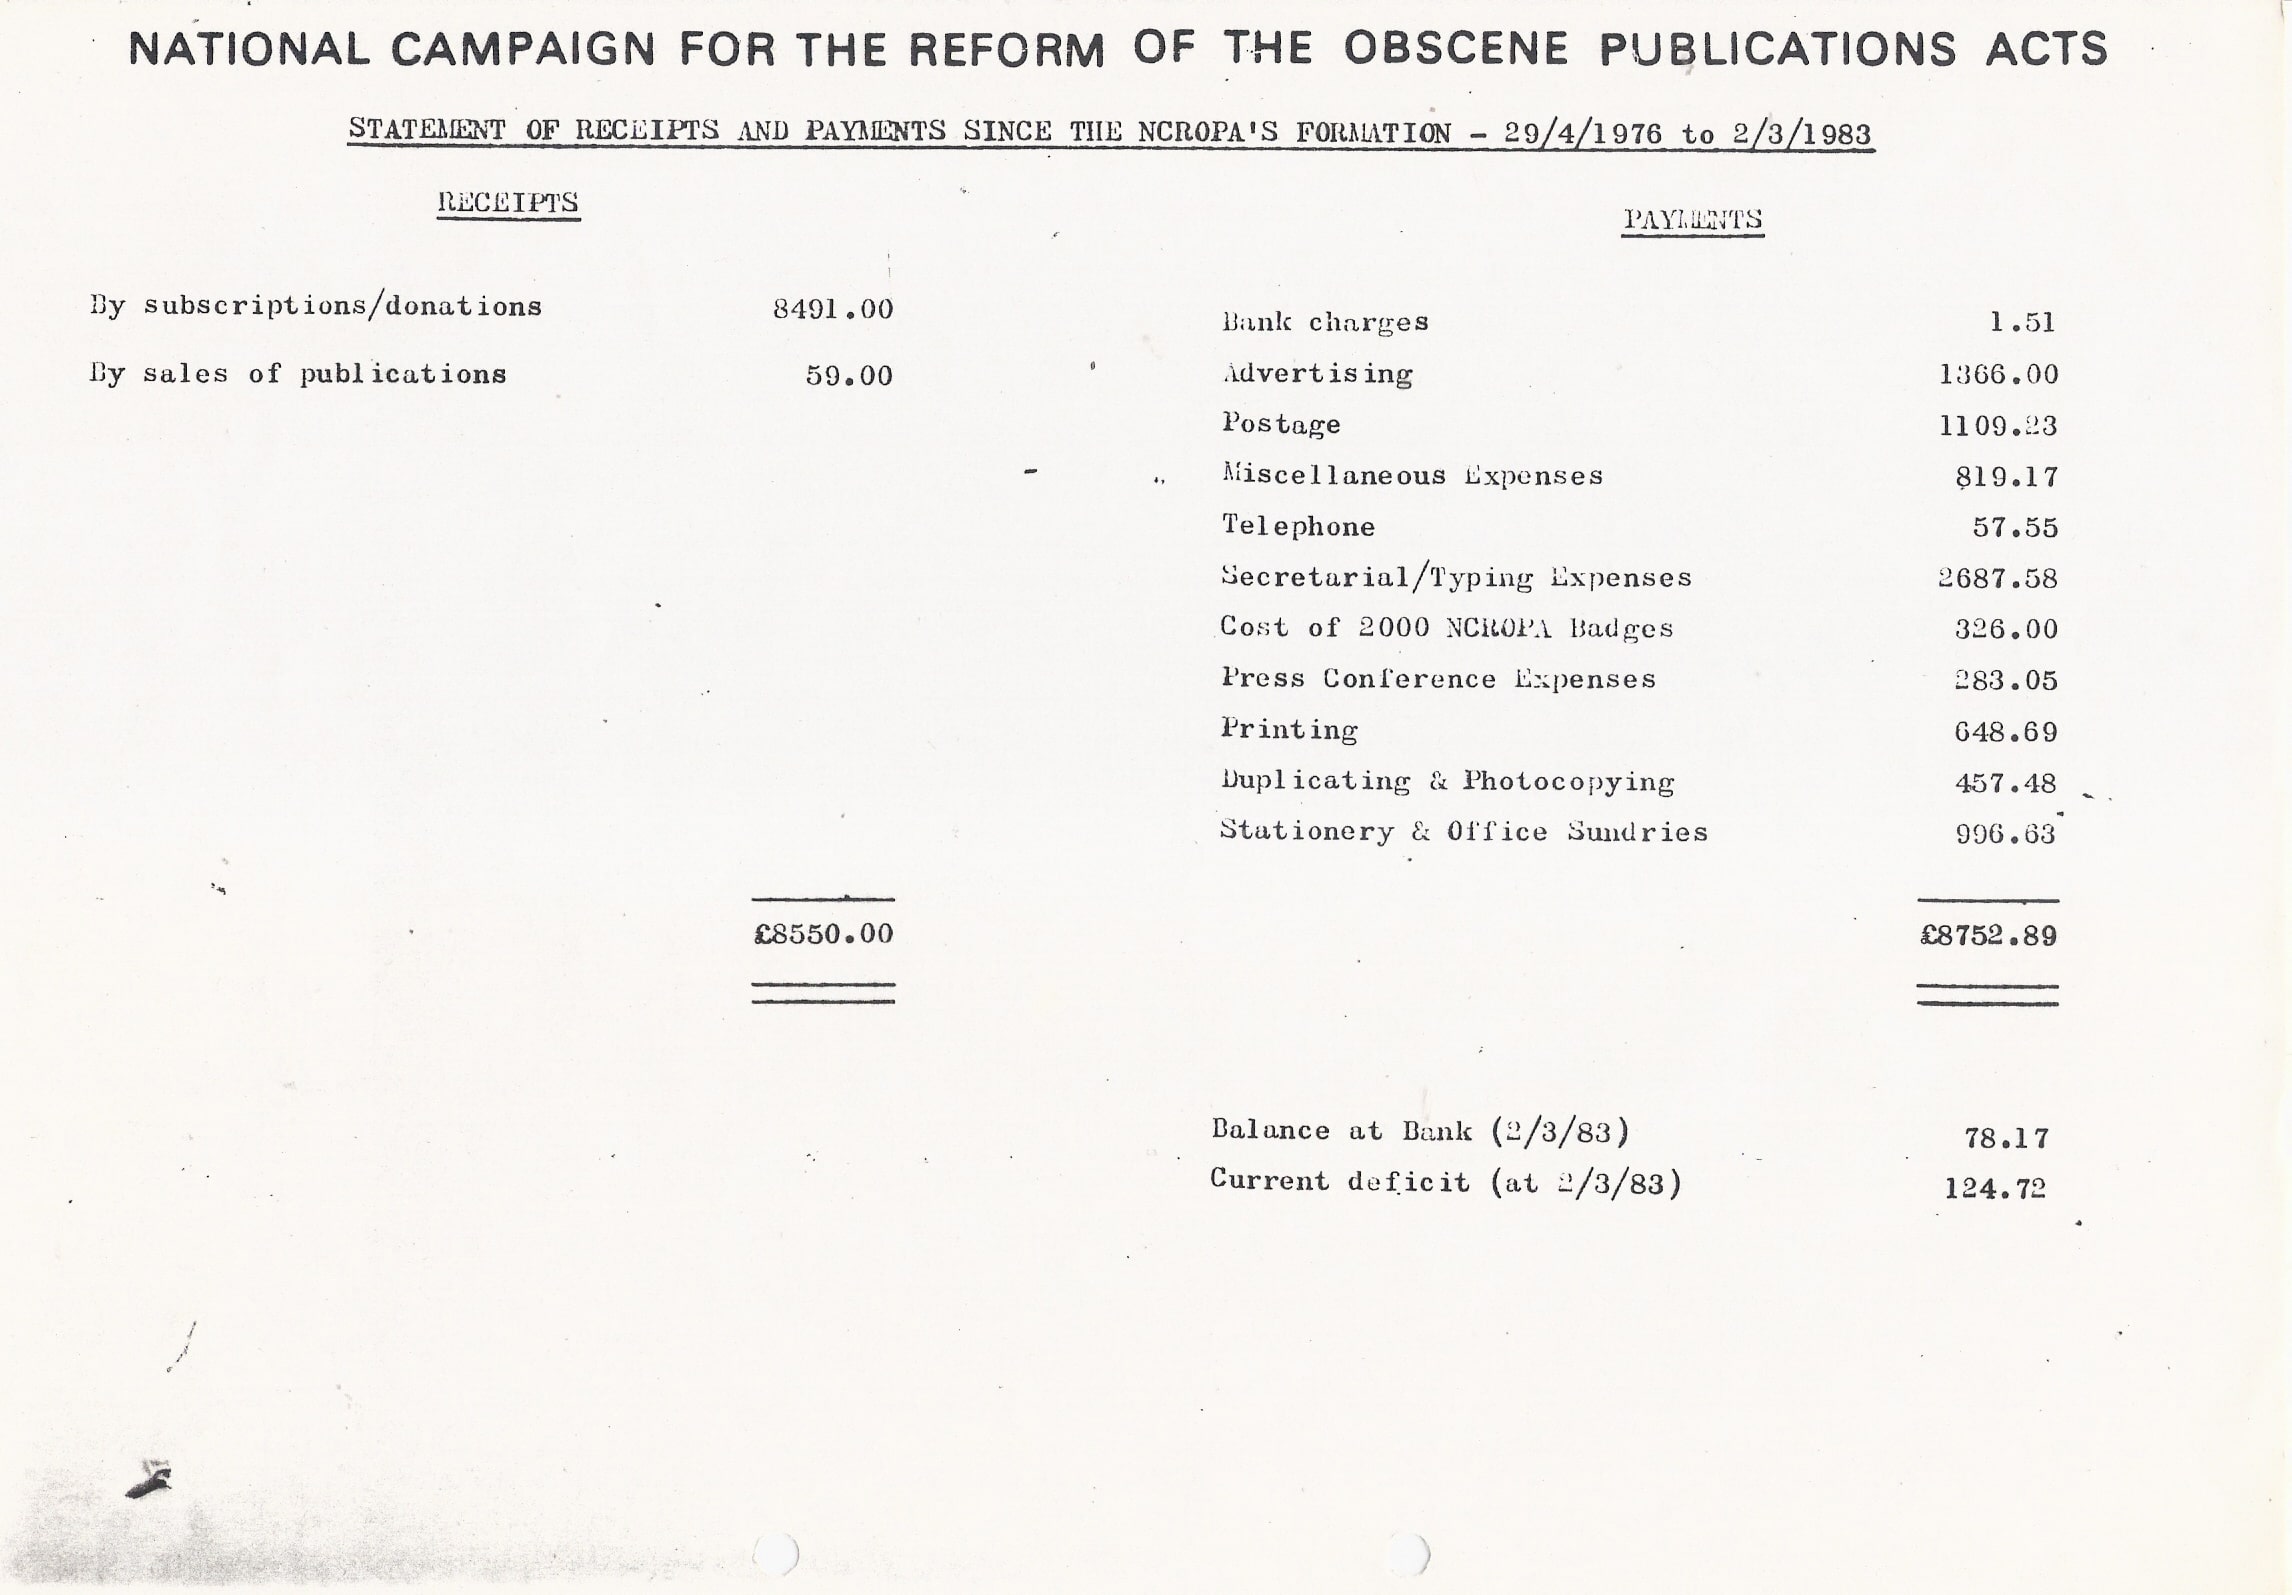 NATIONAL CAMPAIGN FOR THE REFORM OF THE OBSCENE PUBLICATIONS ACTS
STATEMENT OF RECEIPTS AND PAYMENTS SINCE THE NCROPA'S FORMATION - 29/4/1976 to 2/3/1983
RECEIPTS
By subscriptions/donations 8491.00
By sales of publications 59.00
£8550.00
PAYMENTS
Bank charges 1.51
Advertising 1366.00
Postage 1109.23
Miscellaneous Expenses 819.17
Telephone 57.55
Secretarial/Typing Expenses 2687.58
Cost of 2000 NCROPA Badges 326.00
Press Conference Expenses 283.05
Printing 648.69
Duplicating & Photocopying 457.48
Stationery & Office Sundries 996.63
£8752.89
Balance at Bank (2/3/83) 78.17
Current deficit (at 2/3/83) 124.72